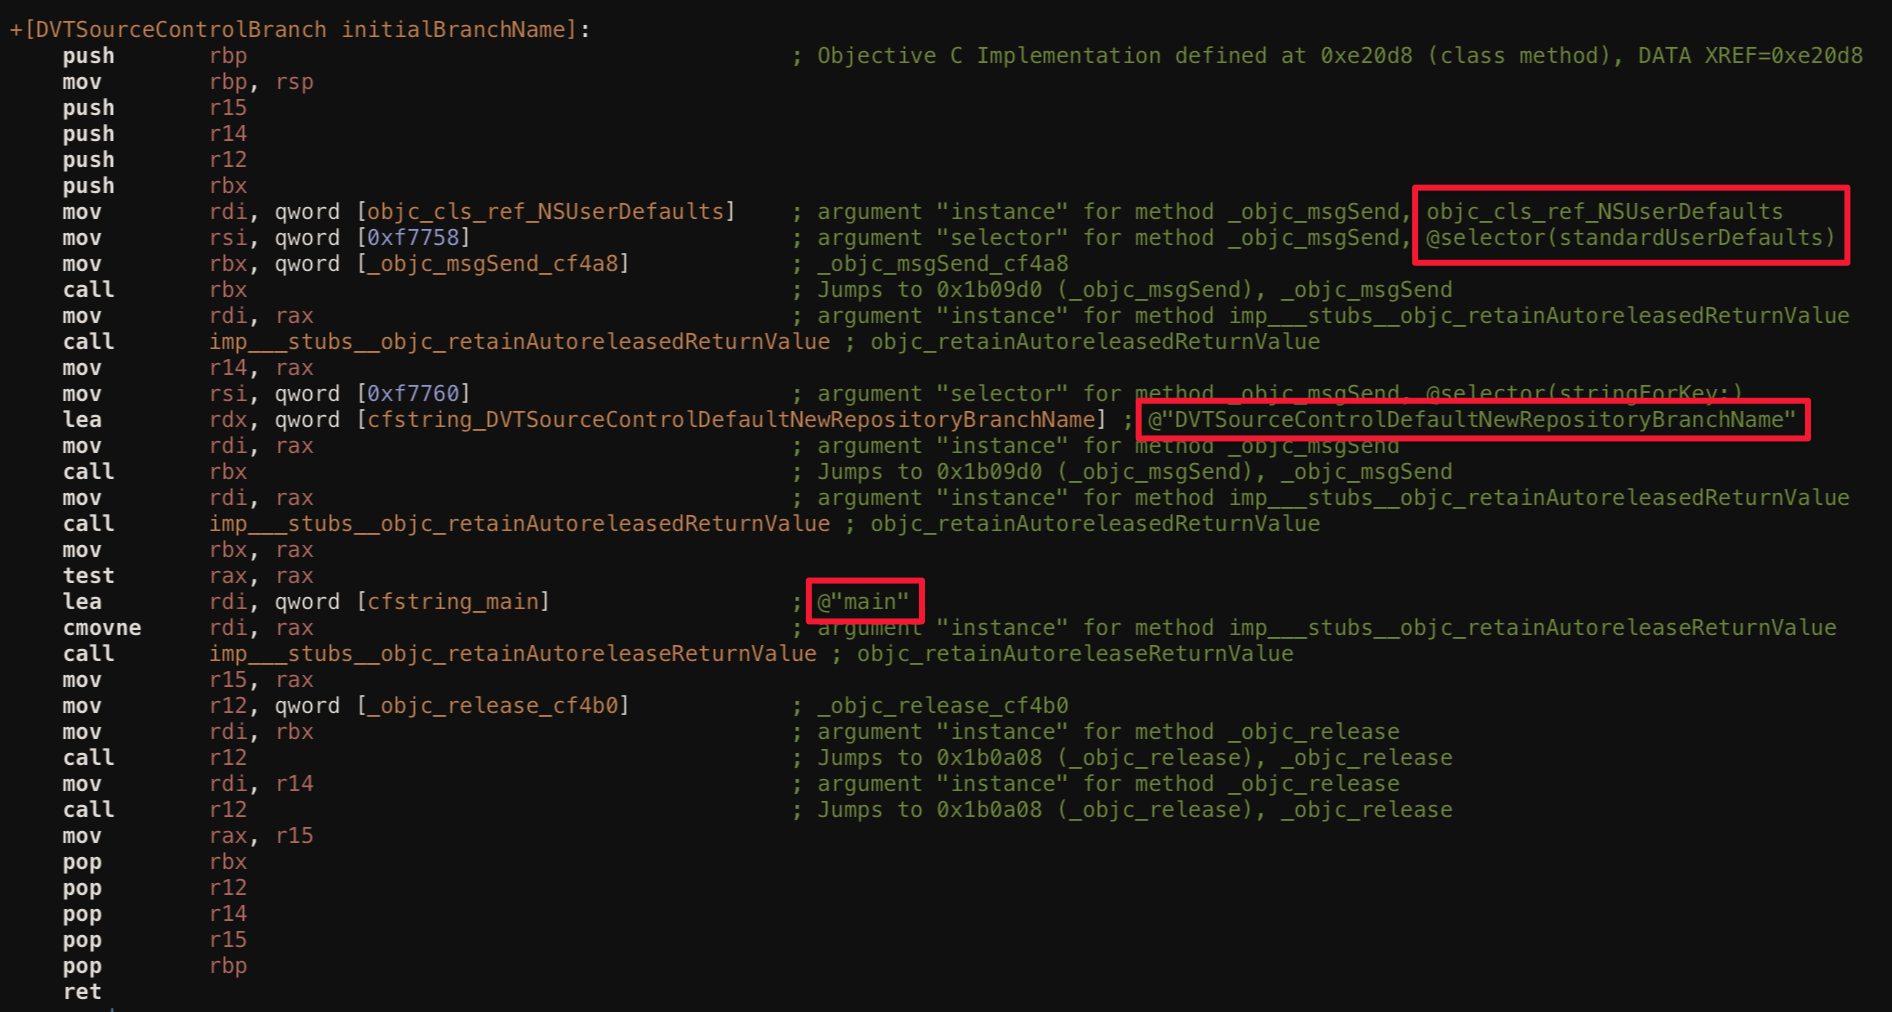 +[DVTSourceControlBranch initialBranchName]:
push rbp ; Objective C Implementation defined at 0xe20d8 (class method), DATA XREF=0xe20d8
mov rbp, rsp
push r15
push r14
push r12
push rbx
mov rdi, qword [objc_cls_ref_NSUserDefaults] ; argument "instance" for method _objc_msgSend, objc_cls_ref_NSUserDefaults
mov rsi, qword [0xf7758] ; argument "selector" for method _objc_msgSend, @selector(standardUserDefaults)
mov rbx, qword [_objc_msgSend_cf4a8] ; _objc_msgSend_cf4a8
call rbx ; Jumps to 0x1b09d0 (_objc_msgSend), _objc_msgSend
mov rdi, rax ; argument "instance" for method imp___stubs__objc_retainAutoreleasedReturnValue
call imp___stubs__objc_retainAutoreleasedReturnValue ; objc_retainAutoreleasedReturnValue
mov r14, rax
mov rsi, qword [0xf7760] ; argument "selector" for method _objc_msgSend, @selector(stringForKey:)
lea rdx, qword [cfstring_DVTSourceControlDefaultNewRepositoryBranchName] ; @"DVTSourceControlDefaultNewRepositoryBranchName"
mov rdi, rax ; argument "instance" for method _objc_msgSend
call rbx ; Jumps to 0x1b09d0 (_objc_msgSend), _objc_msgSend
mov rdi, rax ; argument "instance" for method imp___stubs__objc_retainAutoreleasedReturnValue
call imp___stubs__objc_retainAutoreleasedReturnValue ; objc_retainAutoreleasedReturnValue
mov rbx, rax
test rax, rax
lea rdi, qword [cfstring_main] ; @"main"
cmovne rdi, rax ; argument "instance" for method imp___stubs__objc_retainAutoreleaseReturnValue
call imp___stubs__objc_retainAutoreleaseReturnValue ; objc_retainAutoreleaseReturnValue
mov r15, rax
mov r12, qword [_objc_release_cf4b0] ; _objc_release_cf4b0
mov rdi, rbx ; argument "instance" for method _objc_release
call r12 ; Jumps to 0x1b0a08 (_objc_release), _objc_release
mov rdi, r14 ; argument "instance" for method _objc_release
call r12 ; Jumps to 0x1b0a08 (_objc_release), _objc_release
mov rax, r15
pop rbx
pop r12
pop r14
pop r15
pop rbp
ret